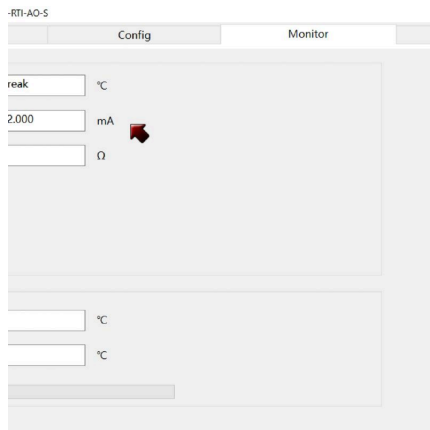 -RTI-AO-S
Config Monitor
reak ℃
2.000 mA
Ω
℃
℃